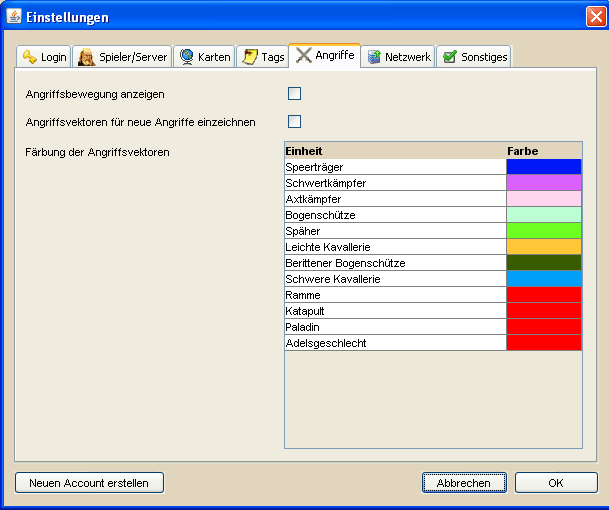 Einstellungen
Login Spieler/Server Karten Tags Angriffe Netzwerk Sonstiges
Angriffsbewegung anzeigen
Angriffsvektoren für neue Angriffe einzeichnen
Färbung der Angriffsvektoren
Einheit Farbe
Speerträger
Schwertkämpfer
Axtkämpfer
Bogenschütze
Späher
Leichte Kavallerie
Berittener Bogenschütze
Schwere Kavallerie
Ramme
Katapult
Paladin
Adelsgeschlecht
Neuen Account erstellen Abbrechen OK